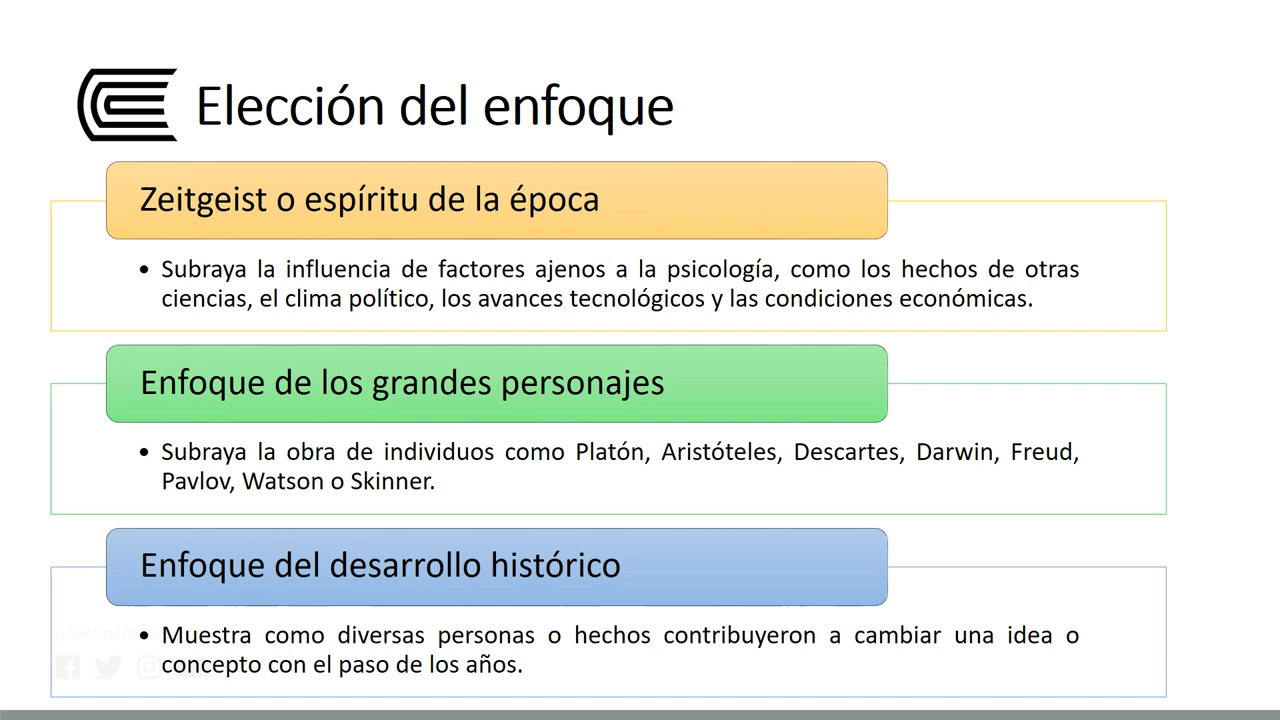 Elección del enfoque
Zeitgeist o espíritu de la época
• Subraya la influencia de factores ajenos a la psicología, como los hechos de otras
ciencias, el clima político, los avances tecnológicos y las condiciones económicas.
Enfoque de los grandes personajes
• Subraya la obra de individuos como Platón, Aristóteles, Descartes, Darwin, Freud,
Pavlov, Watson o Skinner.
Enfoque del desarrollo histórico
• Muestra como diversas personas o hechos contribuyeron a cambiar una idea o
concepto con el paso de los años.